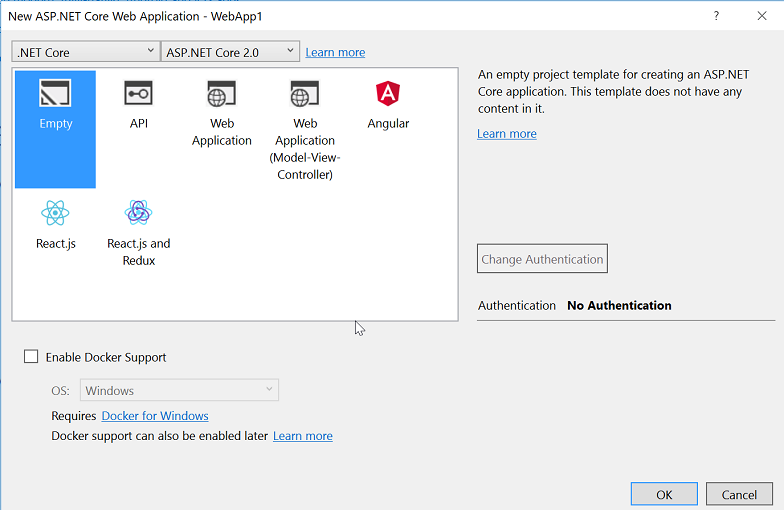 New ASP.NET Core Web Application - WebApp1
.NET Core
ASP.NET Core 2.0
Learn more
Empty
API
Web
Application
Web
Application
(Model-View-
Controller)
Angular
React.js
React.js and
Redux
An empty project template for creating an ASP.NET
Core application. This template does not have any
content in it.
Learn more
Change Authentication
Authentication No Authentication
Enable Docker Support
OS: Windows
Requires Docker for Windows
Docker support can also be enabled later Learn more
OK
Cancel